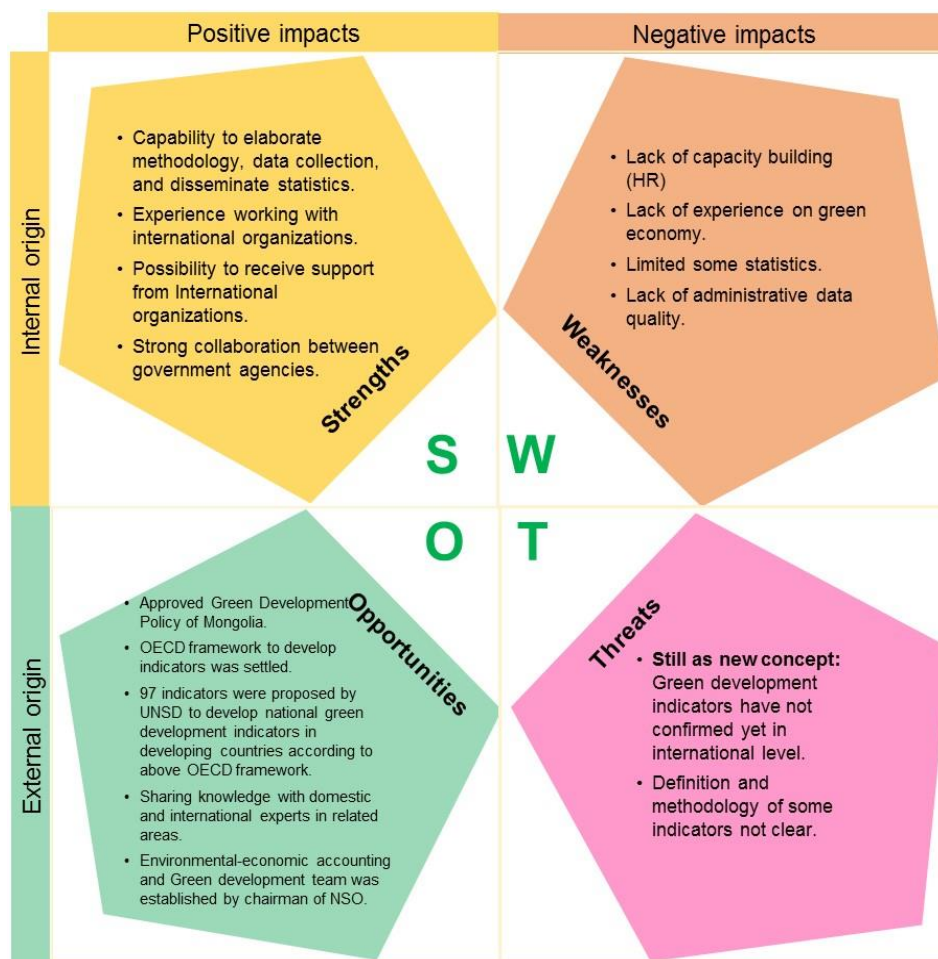 Positive impacts
Negative impacts
Internal origin
• Capability to elaborate
methodology, data collection,
and disseminate statistics.
• Experience working with
international organizations.
• Possibility to receive support
from International
organizations.
• Strong collaboration between
government agencies.
Strengths
• Lack of capacity building
(HR)
• Lack of experience on green
economy.
• Limited some statistics.
• Lack of administrative data
quality.
Weaknesses
S W
O T
External origin
• Approved Green Development
Policy of Mongolia.
• OECD framework to develop
indicators was settled.
• 97 indicators were proposed by
UNSD to develop national green
development indicators in
developing countries according to
above OECD framework.
• Sharing knowledge with domestic
and international experts in related
areas.
• Environmental-economic accounting
and Green development team was
established by chairman of NSO.
Opportunities
Threats
• Still as new concept:
Green development
indicators have not
confirmed yet in
international level.
• Definition and
methodology of some
indicators not clear.